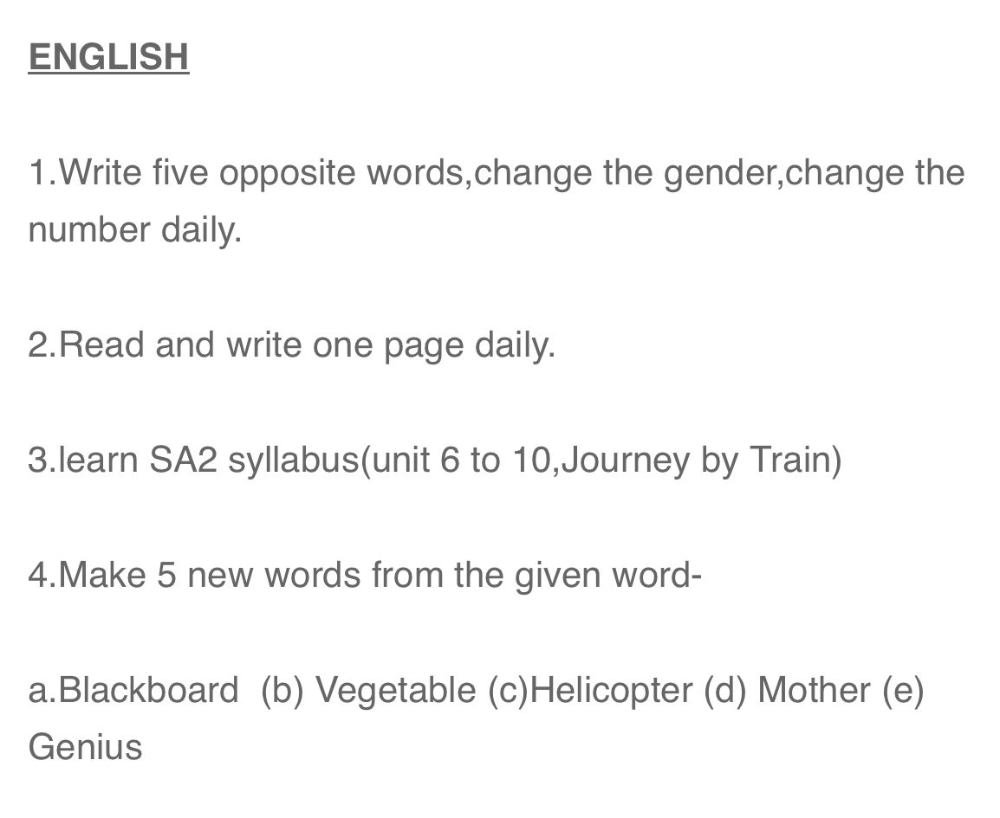 ENGLISH
1.Write five opposite words,change the gender,change the
number daily.
2.Read and write one page daily.
3.learn SA2 syllabus(unit 6 to 10,Journey by Train)
4.Make 5 new words from the given word-
a.Blackboard  (b) Vegetable (c)Helicopter (d) Mother (e)
Genius